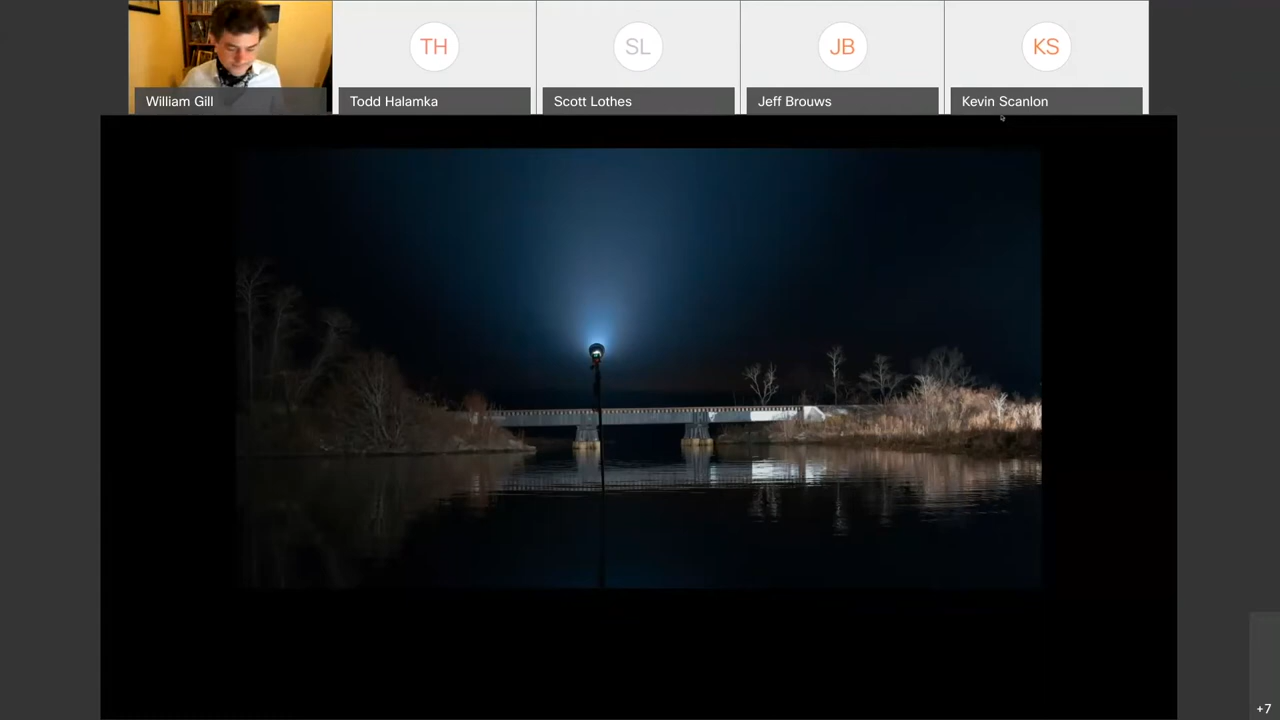 TH
SL
JB
KS
William Gill
Todd Halamka
Scott Lothes
Jeff Brouws
Kevin Scanlon
+7